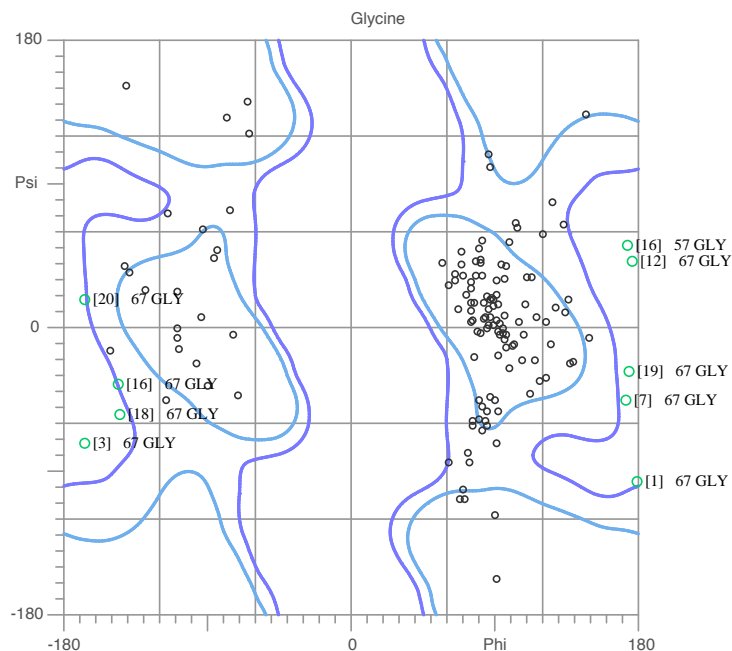 Glycine
180
[16] 57 GLY
[12] 67 GLY
Psi
[20] 67 GLY
0
[19] 67 GLY
[16] 67 GLY
[7] 67 GLY
[18] 67 GLY
[3] 67 GLY
[1] 67 GLY
-180
-180 0 Phi 180